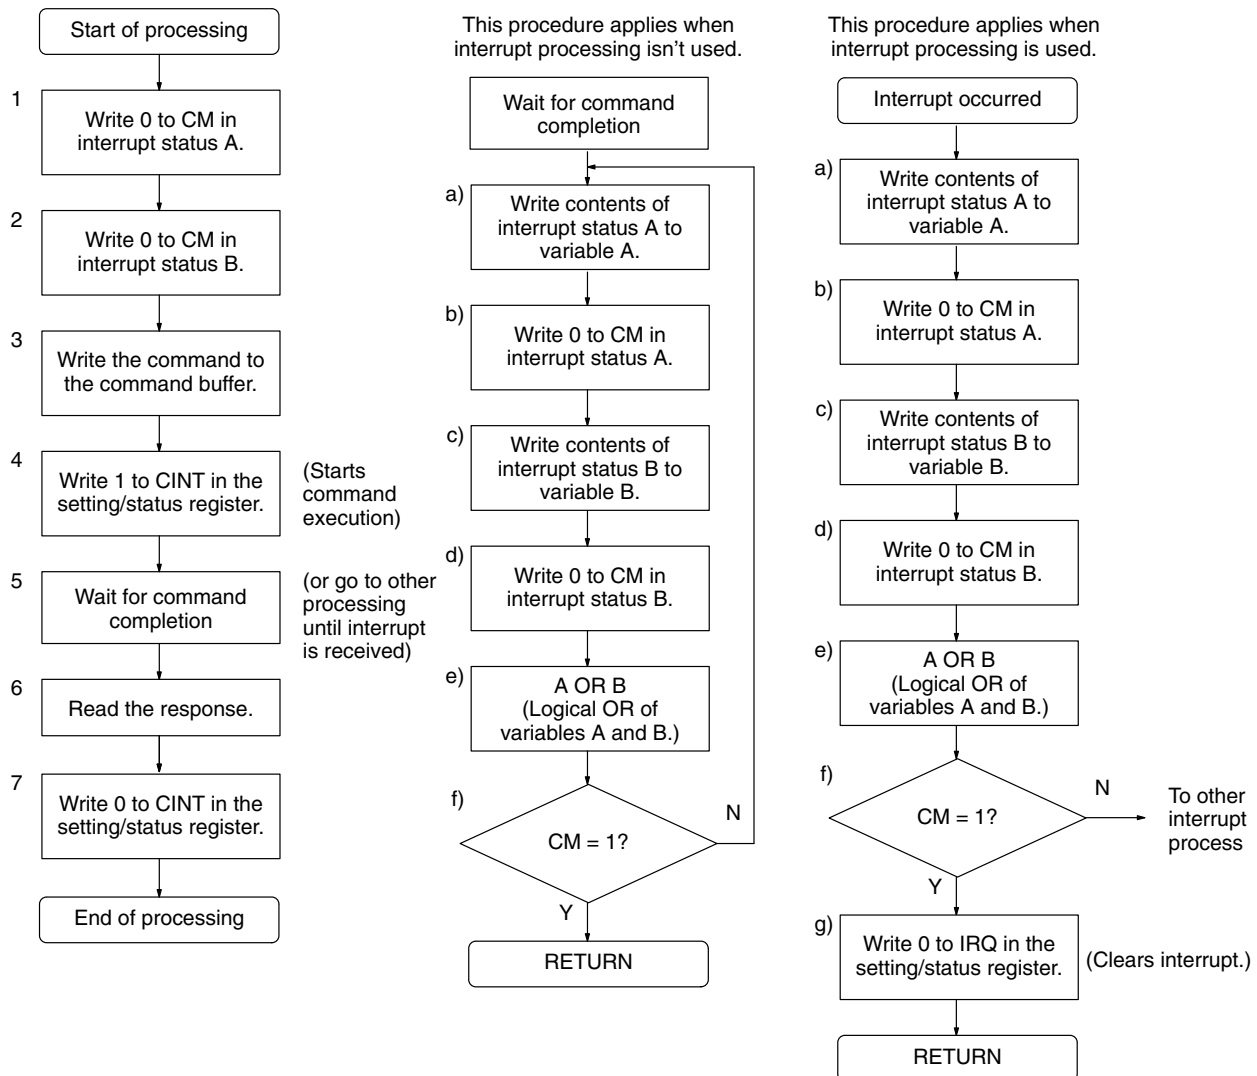 Start of processing
1
Write 0 to CM in
interrupt status A.
2
Write 0 to CM in
interrupt status B.
3
Write the command to
the command buffer.
4
Write 1 to CINT in the
setting/status register.
(Starts
command
execution)
5
Wait for command
completion
(or go to other
processing
until interrupt
is received)
6
Read the response.
7
Write 0 to CINT in the
setting/status register.
End of processing
This procedure applies when
interrupt processing isn't used.
Wait for command
completion
a)
Write contents of
interrupt status A to
variable A.
b)
Write 0 to CM in
interrupt status A.
c)
Write contents of
interrupt status B to
variable B.
d)
Write 0 to CM in
interrupt status B.
e)
A OR B
(Logical OR of
variables A and B.)
f)
CM = 1?
N
Y
RETURN
This procedure applies when
interrupt processing is used.
Interrupt occurred
a)
Write contents of
interrupt status A to
variable A.
b)
Write 0 to CM in
interrupt status A.
c)
Write contents of
interrupt status B to
variable B.
d)
Write 0 to CM in
interrupt status B.
e)
A OR B
(Logical OR of
variables A and B.)
f)
CM = 1?
N
To other
interrupt
process
Y
g)
Write 0 to IRQ in the
setting/status register.
(Clears interrupt.)
RETURN